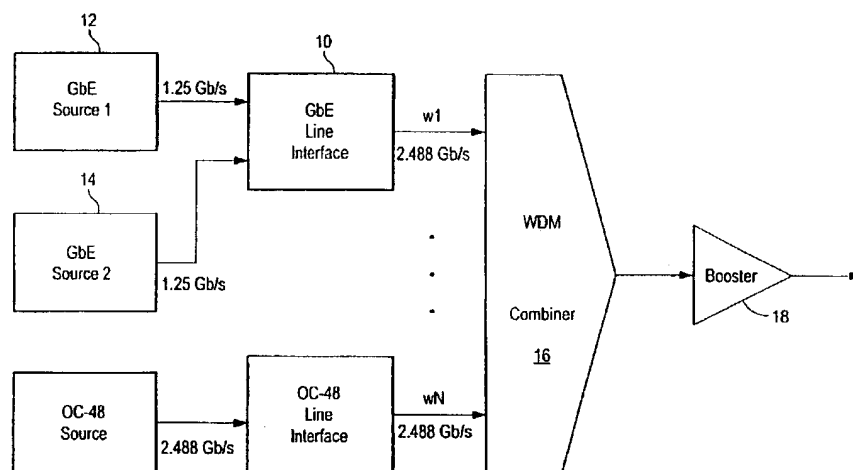 12
GbE
Source 1
1.25 Gb/s
10
GbE
Line
Interface
w1
2.488 Gb/s
14
GbE
Source 2
1.25 Gb/s
WDM
Combiner
16
Booster
18
OC-48
Source
2.488 Gb/s
OC-48
Line
Interface
wN
2.488 Gb/s